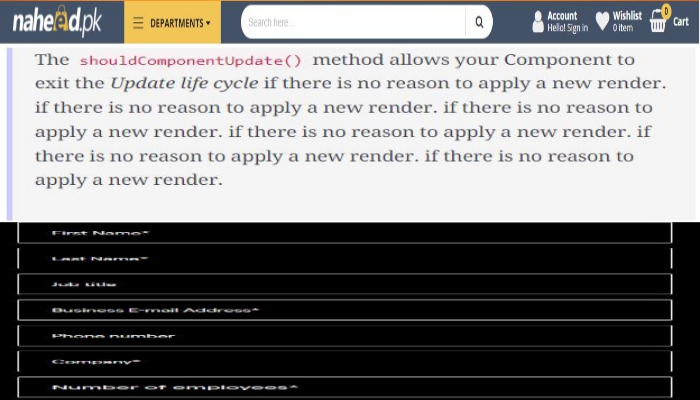 naheed.pk
DEPARTMENTS
Search here...
Account
Hello! Sign in
Wishlist
0 item
0
Cart
The shouldComponentUpdate() method allows your Component to
exit the Update life cycle if there is no reason to apply a new render.
if there is no reason to apply a new render. if there is no reason to
apply a new render. if there is no reason to apply a new render. if
there is no reason to apply a new render. if there is no reason to
apply a new render.
First Name*
Last Name*
Job title
Business E-mail Address*
Phone number
Company*
Number of employees*